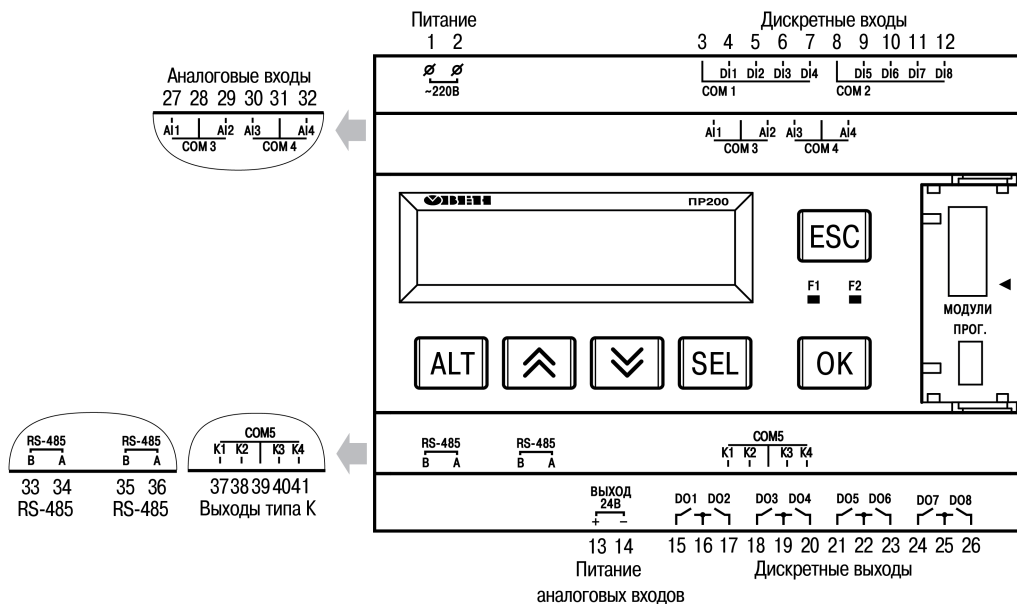 Питание
1 2
~220В
Дискретные входы
3 4 5 6 7 8 9 10 11 12
DI1 DI2 DI3 DI4 DI5 DI6 DI7 DI8
COM 1 COM 2
Аналоговые входы
27 28 29 30 31 32
AI1 AI2 AI3 AI4
COM 3 COM 4
AI1 AI2 AI3 AI4
COM 3 COM 4
ОВЕН ПР200
ESC
F1 F2
МОДУЛИ
ПРОГ.
ALT SEL OK
RS-485 RS-485
B A B A
33 34 35 36
RS-485 RS-485
COM5
K1 K2 K3 K4
37 38 39 40 41
Выходы типа К
RS-485 RS-485
B A B A
COM5
K1 K2 K3 K4
ВЫХОД
24В
+ −
13 14
Питание
аналоговых входов
DO1 DO2 DO3 DO4 DO5 DO6 DO7 DO8
15 16 17 18 19 20 21 22 23 24 25 26
Дискретные выходы